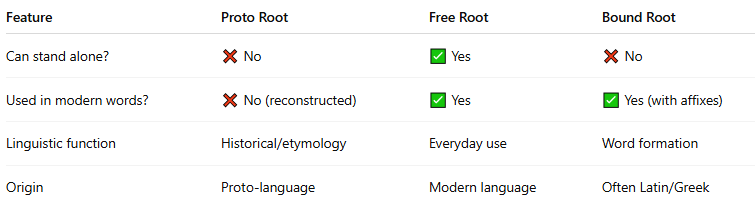 Feature Proto Root Free Root Bound Root
Can stand alone? ❌ No ✅ Yes ❌ No
Used in modern words? ❌ No (reconstructed) ✅ Yes ✅ Yes (with affixes)
Linguistic function Historical/etymology Everyday use Word formation
Origin Proto-language Modern language Often Latin/Greek